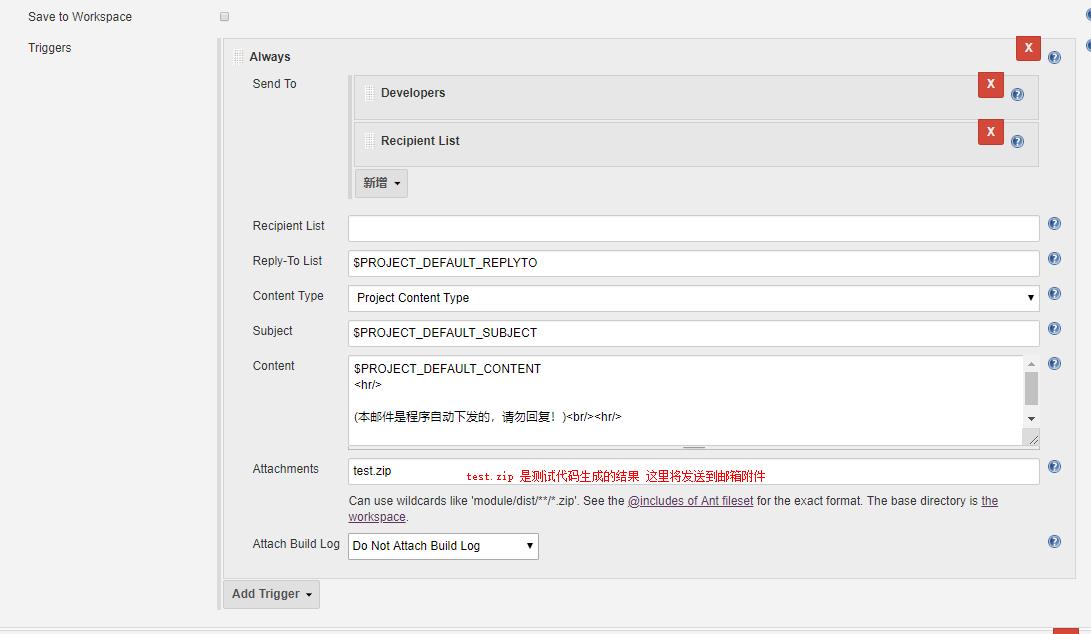 Save to Workspace
Triggers
Always
X
Send To
Developers
X
Recipient List
X
新增
Recipient List
Reply-To List
$PROJECT_DEFAULT_REPLYTO
Content Type
Project Content Type
Subject
$PROJECT_DEFAULT_SUBJECT
Content
$PROJECT_DEFAULT_CONTENT
<hr/>
(本邮件是程序自动下发的，请勿回复！)<br/><hr/>
Attachments
test.zip
test.zip 是测试代码生成的结果 这里将发送到邮箱附件
Can use wildcards like 'module/dist/**/*.zip'. See the @includes of Ant fileset for the exact format. The base directory is the
workspace.
Attach Build Log
Do Not Attach Build Log
Add Trigger